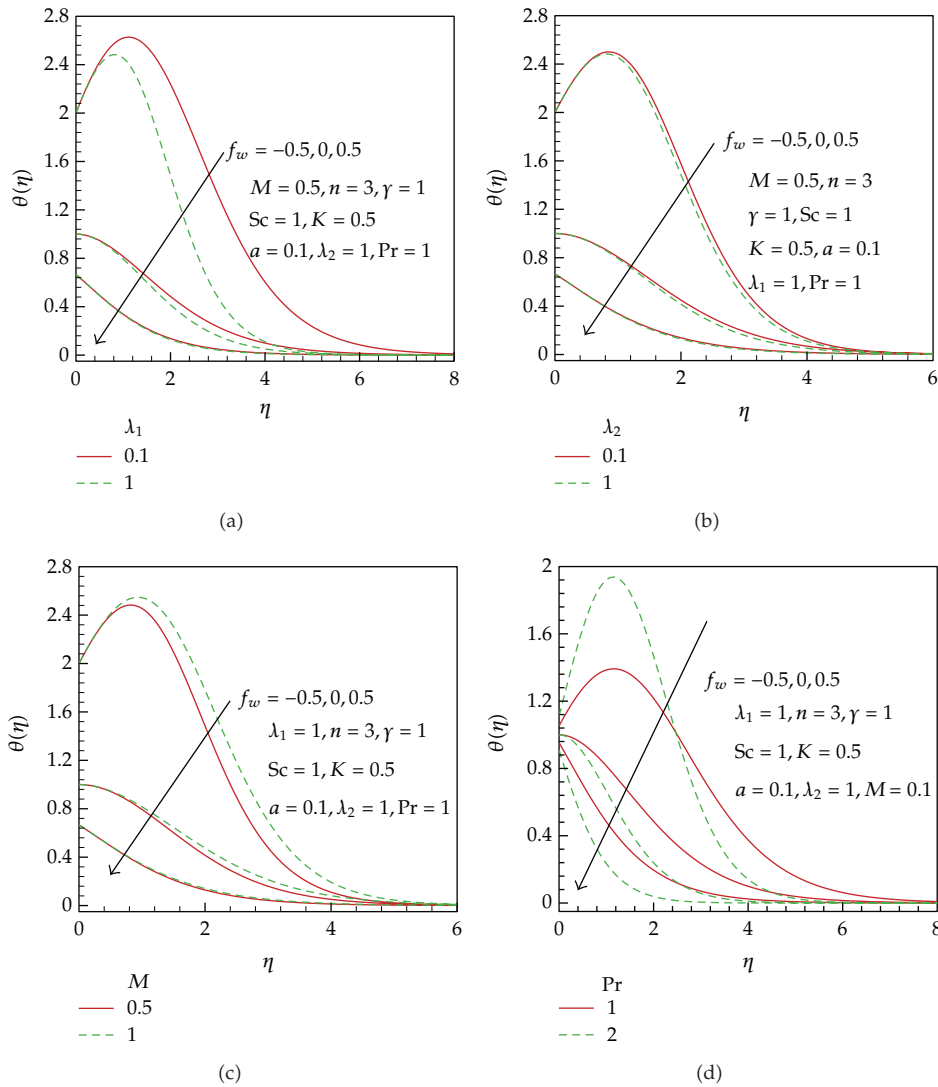 2.8
2.4
2
1.6
1.2
0.8
0.4
0
θ(η)
f_w = −0.5, 0, 0.5
M = 0.5, n = 3, γ = 1
Sc = 1, K = 0.5
a = 0.1, λ_2 = 1, Pr = 1
0 2 4 6 8
η
λ_1
0.1
1
(a)
2.8
2.4
2
1.6
1.2
0.8
0.4
0
θ(η)
f_w = −0.5, 0, 0.5
M = 0.5, n = 3
γ = 1, Sc = 1
K = 0.5, a = 0.1
λ_1 = 1, Pr = 1
0 2 4 6
η
λ_2
0.1
1
(b)
2.8
2.4
2
1.6
1.2
0.8
0.4
0
θ(η)
f_w = −0.5, 0, 0.5
λ_1 = 1, n = 3, γ = 1
Sc = 1, K = 0.5
a = 0.1, λ_2 = 1, Pr = 1
0 2 4 6
η
M
0.5
1
(c)
2
1.6
1.2
0.8
0.4
0
θ(η)
f_w = −0.5, 0, 0.5
λ_1 = 1, n = 3, γ = 1
Sc = 1, K = 0.5
a = 0.1, λ_2 = 1, M = 0.1
0 2 4 6 8
η
Pr
1
2
(d)